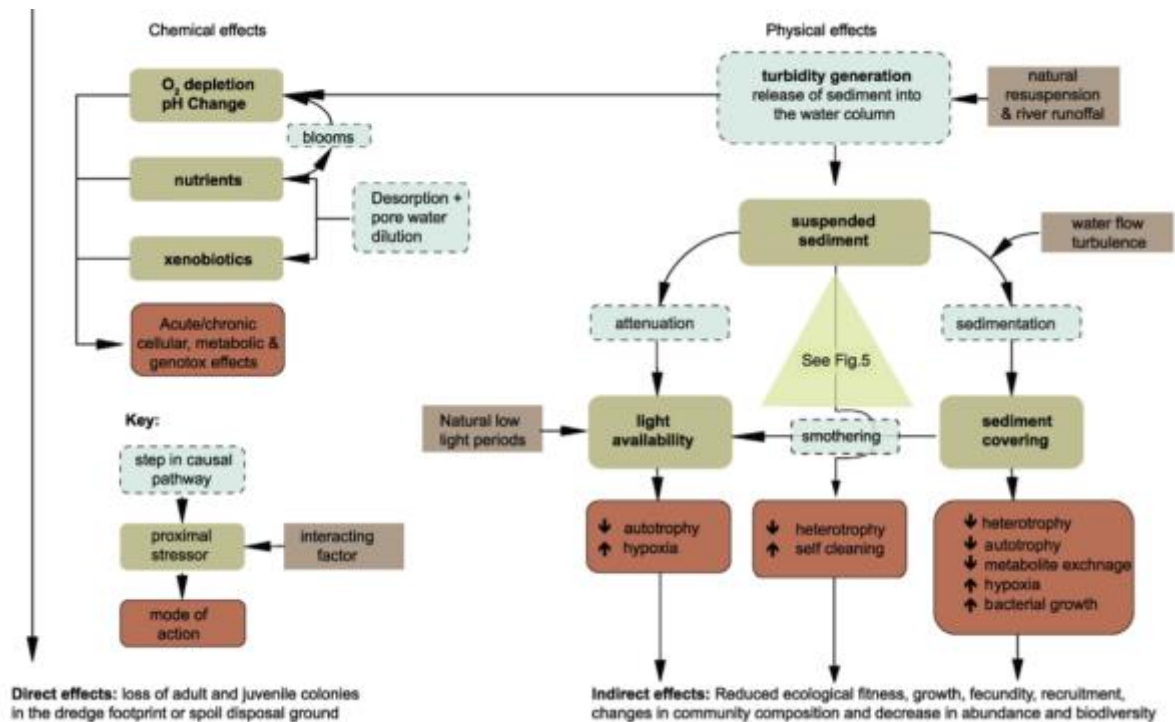 Chemical effects
Physical effects
O₂ depletion
pH Change
turbidity generation
release of sediment into
the water column
natural
resuspension
& river runoffal
blooms
nutrients
Desorption +
pore water
dilution
xenobiotics
suspended
sediment
water flow
turbulence
Acute/chronic
cellular, metabolic &
genotox effects
attenuation
sedimentation
See Fig.5
Key:
step in causal
pathway
proximal
stressor
interacting
factor
mode of
action
Natural low
light periods
light
availability
smothering
sediment
covering
↓ autotrophy
↑ hypoxia
↓ heterotrophy
↑ self cleaning
↓ heterotrophy
↓ autotrophy
↓ metabolite exchnage
↑ hypoxia
↑ bacterial growth
Direct effects: loss of adult and juvenile colonies
in the dredge footprint or spoil disposal ground
Indirect effects: Reduced ecological fitness, growth, fecundity, recruitment,
changes in community composition and decrease in abundance and biodiversity